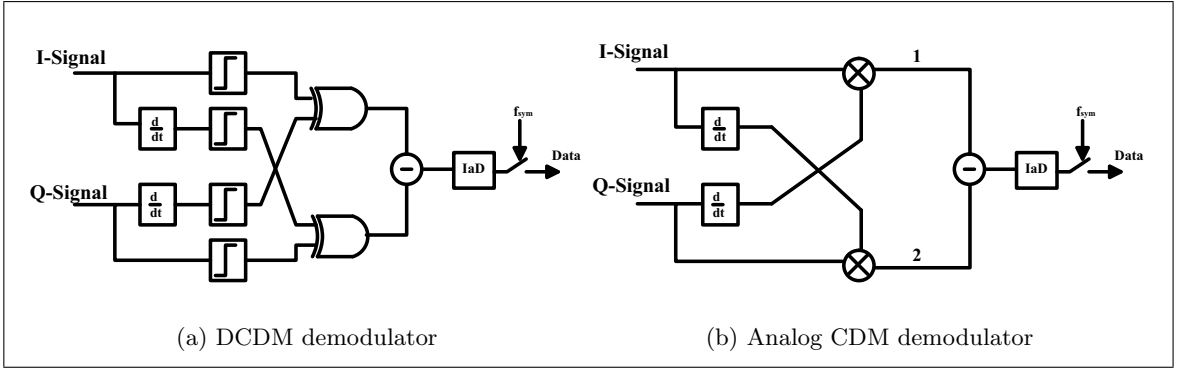 I-Signal
d
dt
Q-Signal
d
dt
−
IaD
fsym
Data
(a) DCDM demodulator
I-Signal
1
d
dt
Q-Signal
d
dt
2
−
IaD
fsym
Data
(b) Analog CDM demodulator